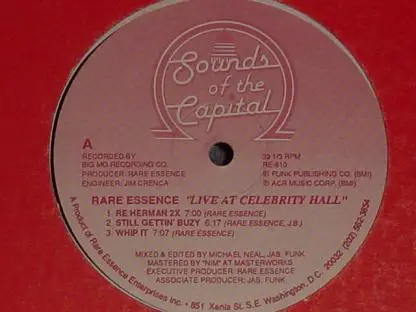 Sounds
of the
Capital
A
RECORDED BY
BIG MO RECORDING CO.
PRODUCER: RARE ESSENCE
ENGINEER: JIM CRENCA
33 1/3 RPM
RE-610
FUNK PUBLISHING CO. (BMI)
ACR MUSIC CORP. (BMI)
RARE ESSENCE "LIVE AT CELEBRITY HALL"
1. RE HERMAN 2X 7:00 (RARE ESSENCE)
2. STILL GETTIN' BUZY 6:17 (RARE ESSENCE, J.B.)
3. WHIP IT 7:07 (RARE ESSENCE)
MIXED & EDITED BY MICHAEL NEAL, JAS. FUNK
MASTERED BY "NIM" AT MASTERWORKS
EXECUTIVE PRODUCER: RARE ESSENCE
ASSOCIATE PRODUCER: JAS. FUNK
A Product of Rare Essence Enterprises Inc. • 851 Xenia St. S.E. Washington, D.C. 20032 (202) 562-3634